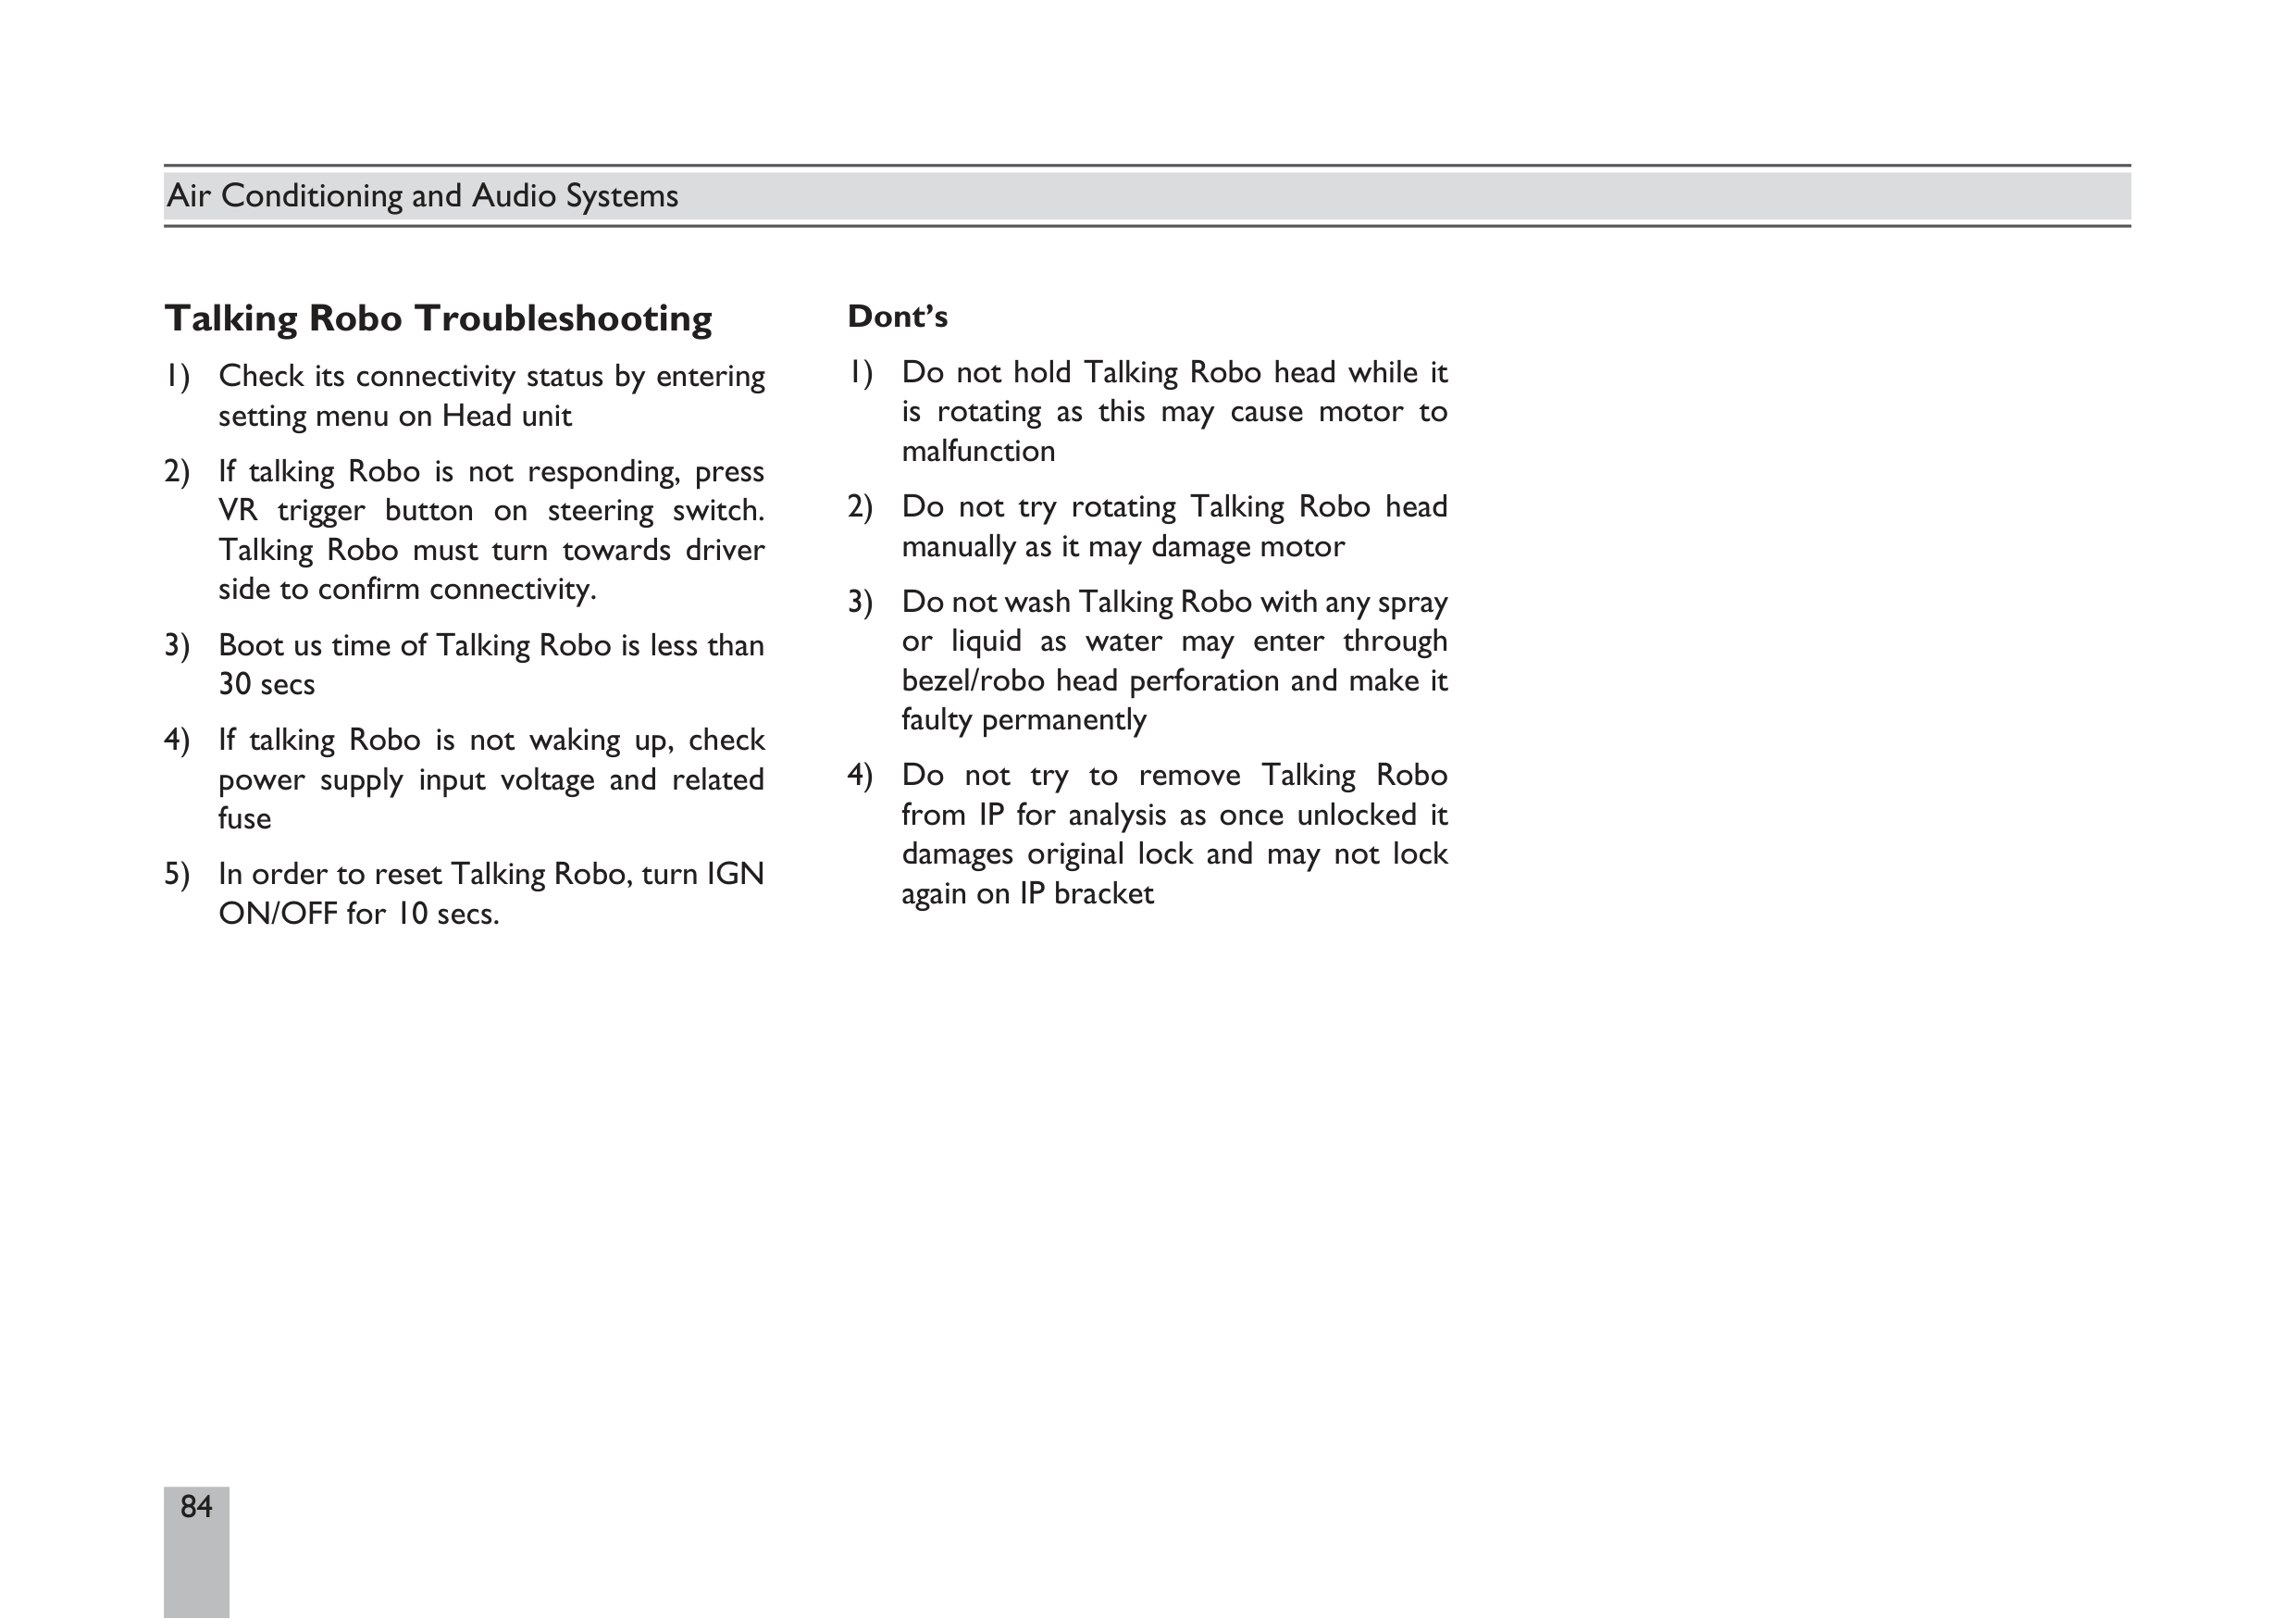 Air Conditioning and Audio Systems
Talking Robo Troubleshooting
1) Check its connectivity status by entering
setting menu on Head unit
2) If talking Robo is not responding, press
VR trigger button on steering switch.
Talking Robo must turn towards driver
side to confirm connectivity.
3) Boot us time of Talking Robo is less than
30 secs
4) If talking Robo is not waking up, check
power supply input voltage and related
fuse
5) In order to reset Talking Robo, turn IGN
ON/OFF for 10 secs.
Dont’s
1) Do not hold Talking Robo head while it
is rotating as this may cause motor to
malfunction
2) Do not try rotating Talking Robo head
manually as it may damage motor
3) Do not wash Talking Robo with any spray
or liquid as water may enter through
bezel/robo head perforation and make it
faulty permanently
4) Do not try to remove Talking Robo
from IP for analysis as once unlocked it
damages original lock and may not lock
again on IP bracket
84